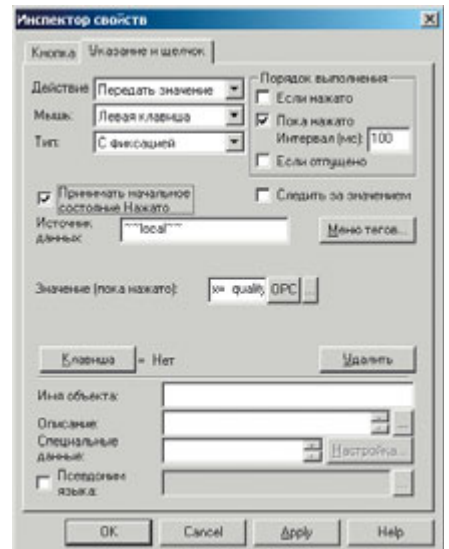 Инспектор свойств
Кнопка Указание и щелчок
Действие Передать значение
Мышь: Левая клавиша
Тип: С фиксацией
Порядок выполнения
Если нажато
Пока нажато
Интервал (мс): 100
Если отпущено
Принимать начальное состояние Нажато
Следить за значением
Источник данных: ~~local~~
Меню тегов...
Значение (пока нажато): x= quality OPC ...
Клавиша = Нет
Удалить
Имя объекта:
Описание: ...
Специальные данные:
Настройка...
Псевдоним языка: ...
OK Cancel Apply Help